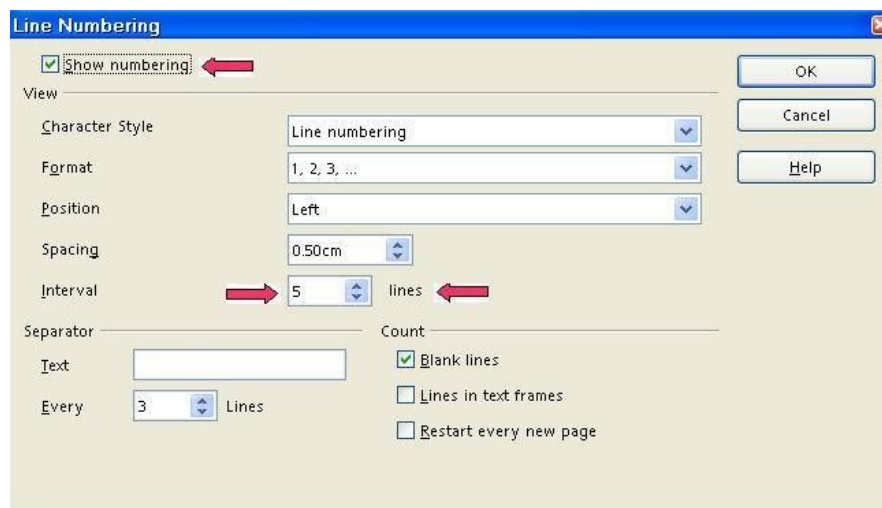 Line Numbering
Show numbering
OK
View
Cancel
Character Style
Line numbering
Format
1, 2, 3, ...
Help
Position
Left
Spacing
0.50cm
Interval
5
lines
Separator
Count
Text
Blank lines
Every
3
Lines
Lines in text frames
Restart every new page